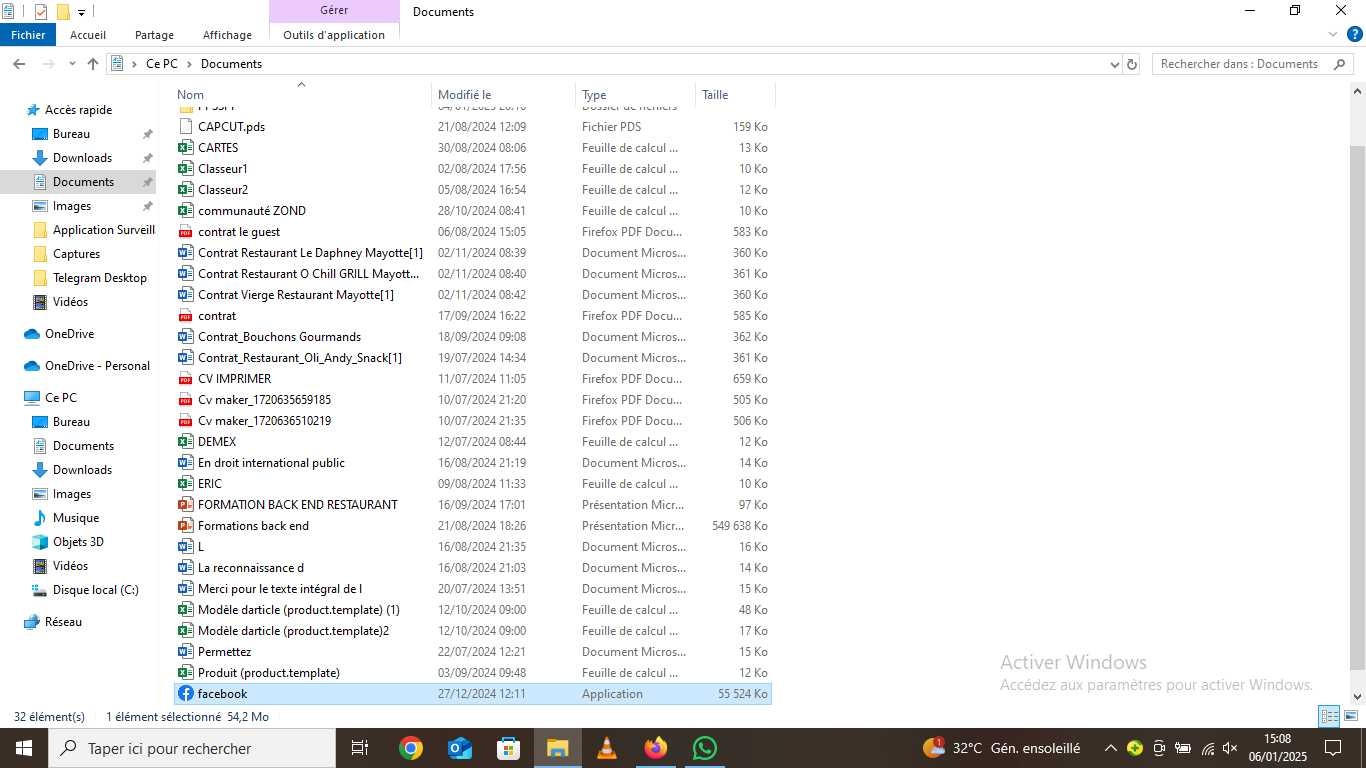 Gérer
Documents
Fichier
Accueil
Partage
Affichage
Outils d'application
Ce PC > Documents
Rechercher dans : Documents
Nom Modifié le Type Taille
CAPCUT.pds 21/08/2024 12:09 Fichier PDS 159 Ko
CARTES 30/08/2024 08:06 Feuille de calcul ... 13 Ko
Classeur1 02/08/2024 17:56 Feuille de calcul ... 10 Ko
Classeur2 05/08/2024 16:54 Feuille de calcul ... 12 Ko
communauté ZOND 28/10/2024 08:41 Feuille de calcul ... 10 Ko
contrat le guest 06/08/2024 15:05 Firefox PDF Docu... 583 Ko
Contrat Restaurant Le Daphney Mayotte[1] 02/11/2024 08:39 Document Micros... 360 Ko
Contrat Restaurant O Chill GRILL Mayott... 02/11/2024 08:40 Document Micros... 361 Ko
Contrat Vierge Restaurant Mayotte[1] 02/11/2024 08:42 Document Micros... 360 Ko
contrat 17/09/2024 16:22 Firefox PDF Docu... 585 Ko
Contrat_Bouchons Gourmands 18/09/2024 09:08 Document Micros... 362 Ko
Contrat_Restaurant_Oli_Andy_Snack[1] 19/07/2024 14:34 Document Micros... 361 Ko
CV IMPRIMER 11/07/2024 11:05 Firefox PDF Docu... 659 Ko
Cv maker_1720635659185 10/07/2024 21:20 Firefox PDF Docu... 505 Ko
Cv maker_1720636510219 10/07/2024 21:35 Firefox PDF Docu... 506 Ko
DEMEX 12/07/2024 08:44 Feuille de calcul ... 12 Ko
En droit international public 16/08/2024 21:19 Document Micros... 14 Ko
ERIC 09/08/2024 11:33 Feuille de calcul ... 10 Ko
FORMATION BACK END RESTAURANT 16/09/2024 17:01 Présentation Micr... 97 Ko
Formations back end 21/08/2024 18:26 Présentation Micr... 549 638 Ko
L 16/08/2024 21:35 Document Micros... 16 Ko
La reconnaissance d 16/08/2024 21:03 Document Micros... 14 Ko
Merci pour le texte intégral de l 20/07/2024 13:51 Document Micros... 15 Ko
Modèle darticle (product.template) (1) 12/10/2024 09:00 Feuille de calcul ... 48 Ko
Modèle darticle (product.template)2 12/10/2024 09:00 Feuille de calcul ... 17 Ko
Permettez 22/07/2024 12:21 Document Micros... 15 Ko
Produit (product.template) 03/09/2024 09:48 Feuille de calcul ... 12 Ko
facebook 27/12/2024 12:11 Application 55 524 Ko
Accès rapide
Bureau
Downloads
Documents
Images
Application Surveill
Captures
Telegram Desktop
Vidéos
OneDrive
OneDrive - Personal
Ce PC
Bureau
Documents
Downloads
Images
Musique
Objets 3D
Vidéos
Disque local (C:)
Réseau
Activer Windows
Accédez aux paramètres pour activer Windows.
32 élément(s) 1 élément sélectionné 54,2 Mo
Taper ici pour rechercher
1
32°C Gén. ensoleillé
15:08
06/01/2025